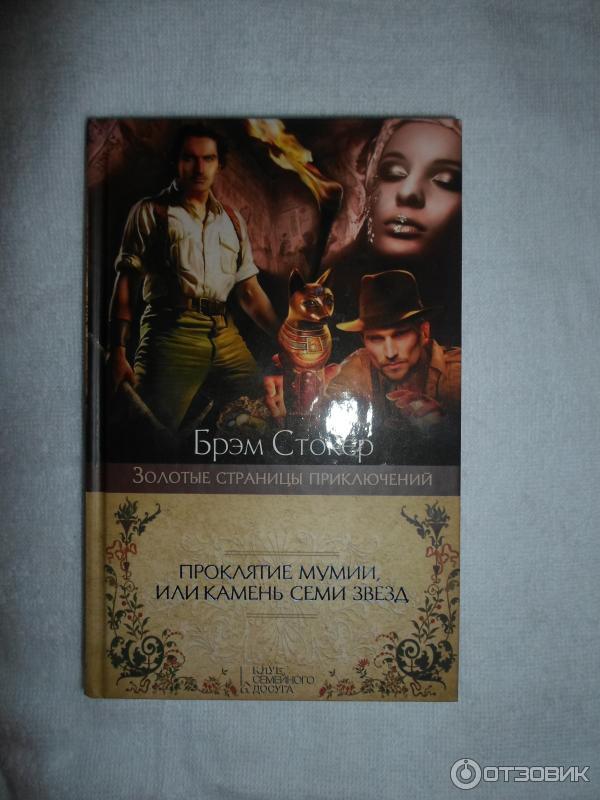 Брэм Стокер
Золотые страницы приключений
ПРОКЛЯТИЕ МУМИИ,
ИЛИ КАМЕНЬ СЕМИ ЗВЕЗД
КЛУБ
СЕМЕЙНОГО
ДОСУГА
ОТЗОВИК